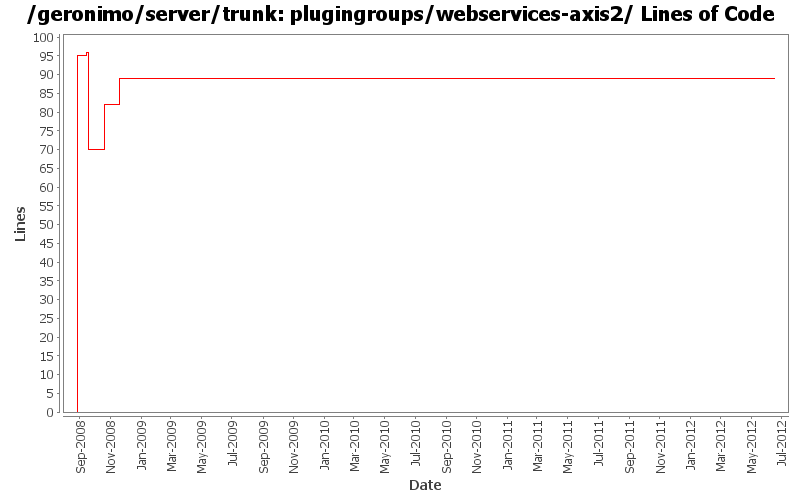 /geronimo/server/trunk: plugingroups/webservices-axis2/ Lines of Code
100
95
90
85
80
75
70
65
60
55
50
45
40
35
30
25
20
15
10
5
0
Lines
Sep-2008
Nov-2008
Jan-2009
Mar-2009
May-2009
Jul-2009
Sep-2009
Nov-2009
Jan-2010
Mar-2010
May-2010
Jul-2010
Sep-2010
Nov-2010
Jan-2011
Mar-2011
May-2011
Jul-2011
Sep-2011
Nov-2011
Jan-2012
Mar-2012
May-2012
Jul-2012
Date